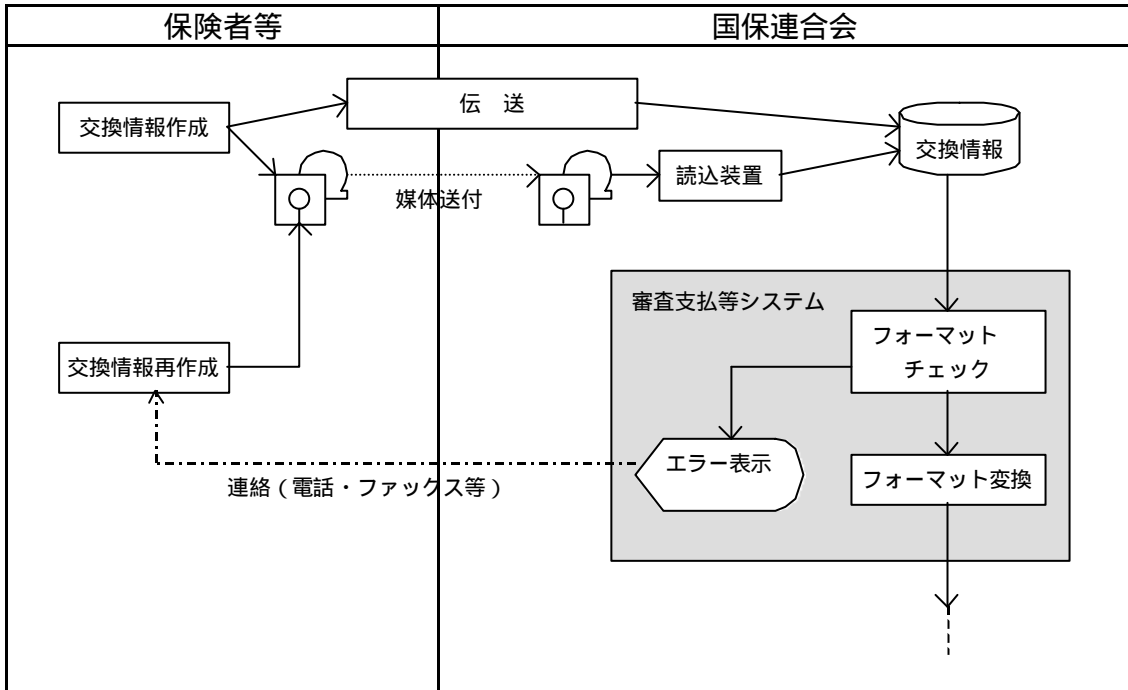 保険者等
国保連合会
伝　送
交換情報作成
交換情報
読込装置
媒体送付
審査支払等システム
フォーマット
チェック
交換情報再作成
エラー表示
フォーマット変換
連絡（電話・ファックス等）